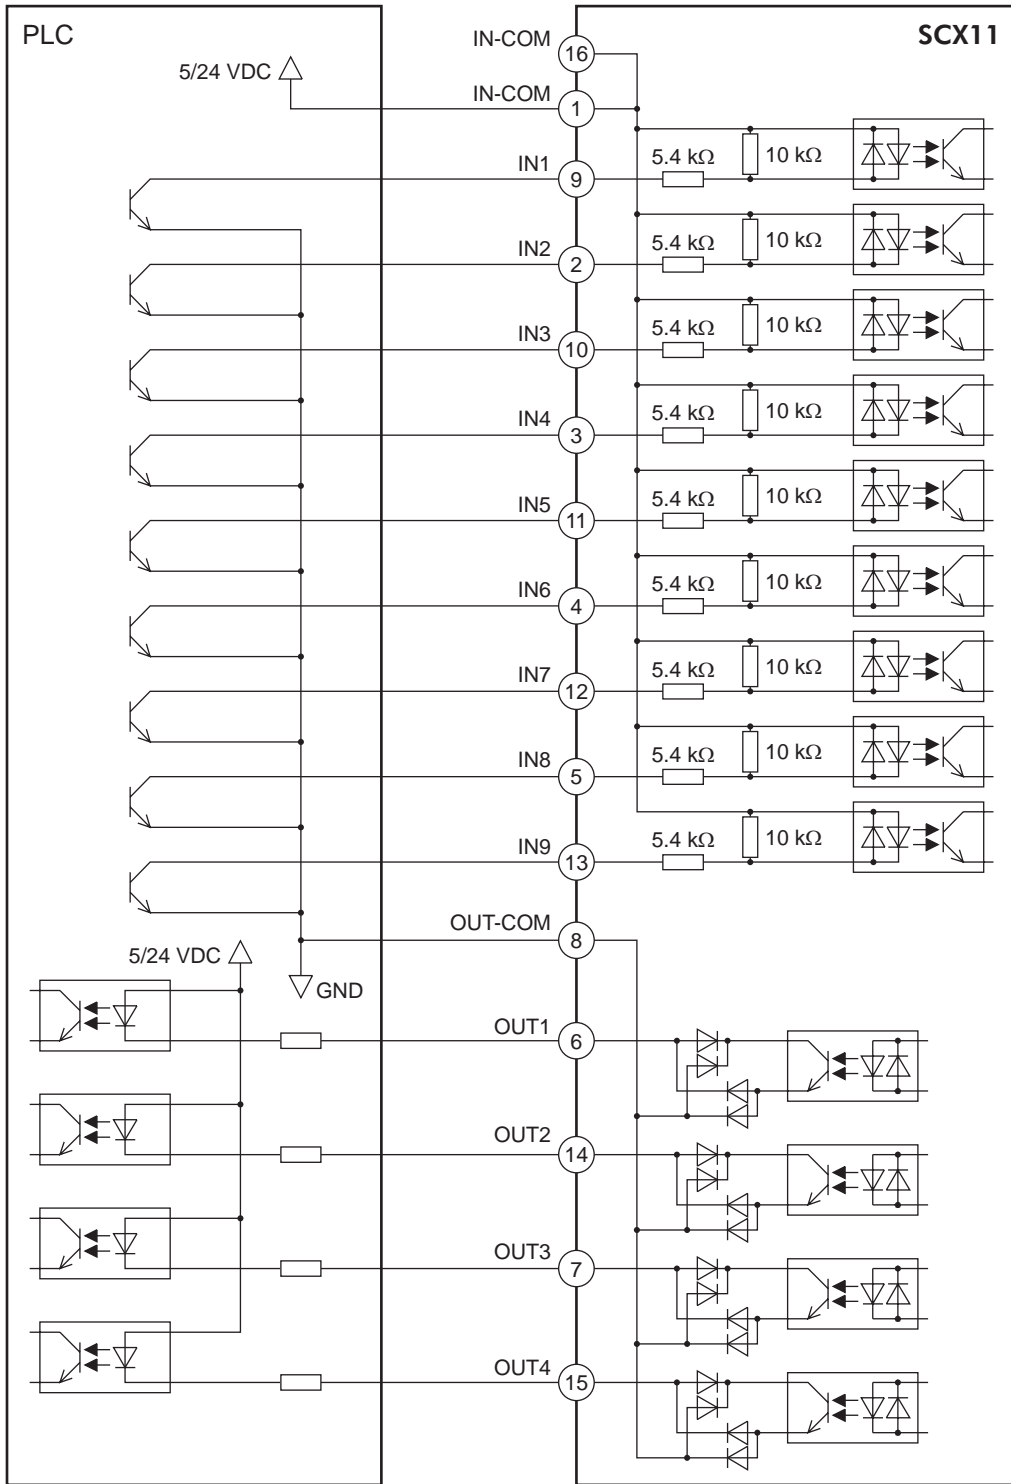 PLC
SCX11
IN-COM
16
5/24 VDC
IN-COM
1
IN1
9
5.4 kΩ
10 kΩ
IN2
2
5.4 kΩ
10 kΩ
IN3
10
5.4 kΩ
10 kΩ
IN4
3
5.4 kΩ
10 kΩ
IN5
11
5.4 kΩ
10 kΩ
IN6
4
5.4 kΩ
10 kΩ
IN7
12
5.4 kΩ
10 kΩ
IN8
5
5.4 kΩ
10 kΩ
IN9
13
5.4 kΩ
10 kΩ
OUT-COM
8
5/24 VDC
GND
OUT1
6
OUT2
14
OUT3
7
OUT4
15